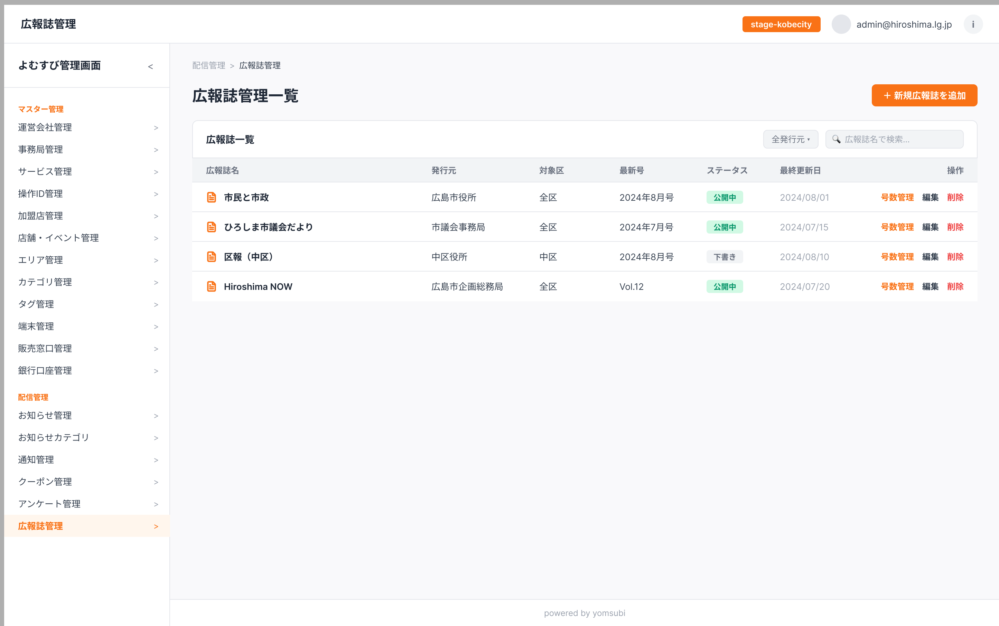 広報誌管理
stage-kobecity
admin@hiroshima.lg.jp
i
よむすび管理画面 <
マスター管理
運営会社管理 >
事務局管理 >
サービス管理 >
操作ID管理 >
加盟店管理 >
店舗・イベント管理 >
エリア管理 >
カテゴリ管理 >
タグ管理 >
端末管理 >
販売窓口管理 >
銀行口座管理 >
配信管理
お知らせ管理 >
お知らせカテゴリ >
通知管理 >
クーポン管理 >
アンケート管理 >
広報誌管理 >
配信管理 > 広報誌管理
広報誌管理一覧
+ 新規広報誌を追加
広報誌一覧
全発行元 ▾
🔍 広報誌名で検索...
広報誌名 発行元 対象区 最新号 ステータス 最終更新日 操作
市民と市政 広島市役所 全区 2024年8月号 公開中 2024/08/01 号数管理 編集 削除
ひろしま市議会だより 市議会事務局 全区 2024年7月号 公開中 2024/07/15 号数管理 編集 削除
区報（中区） 中区役所 中区 2024年8月号 下書き 2024/08/10 号数管理 編集 削除
Hiroshima NOW 広島市企画総務局 全区 Vol.12 公開中 2024/07/20 号数管理 編集 削除
powered by yomsubi